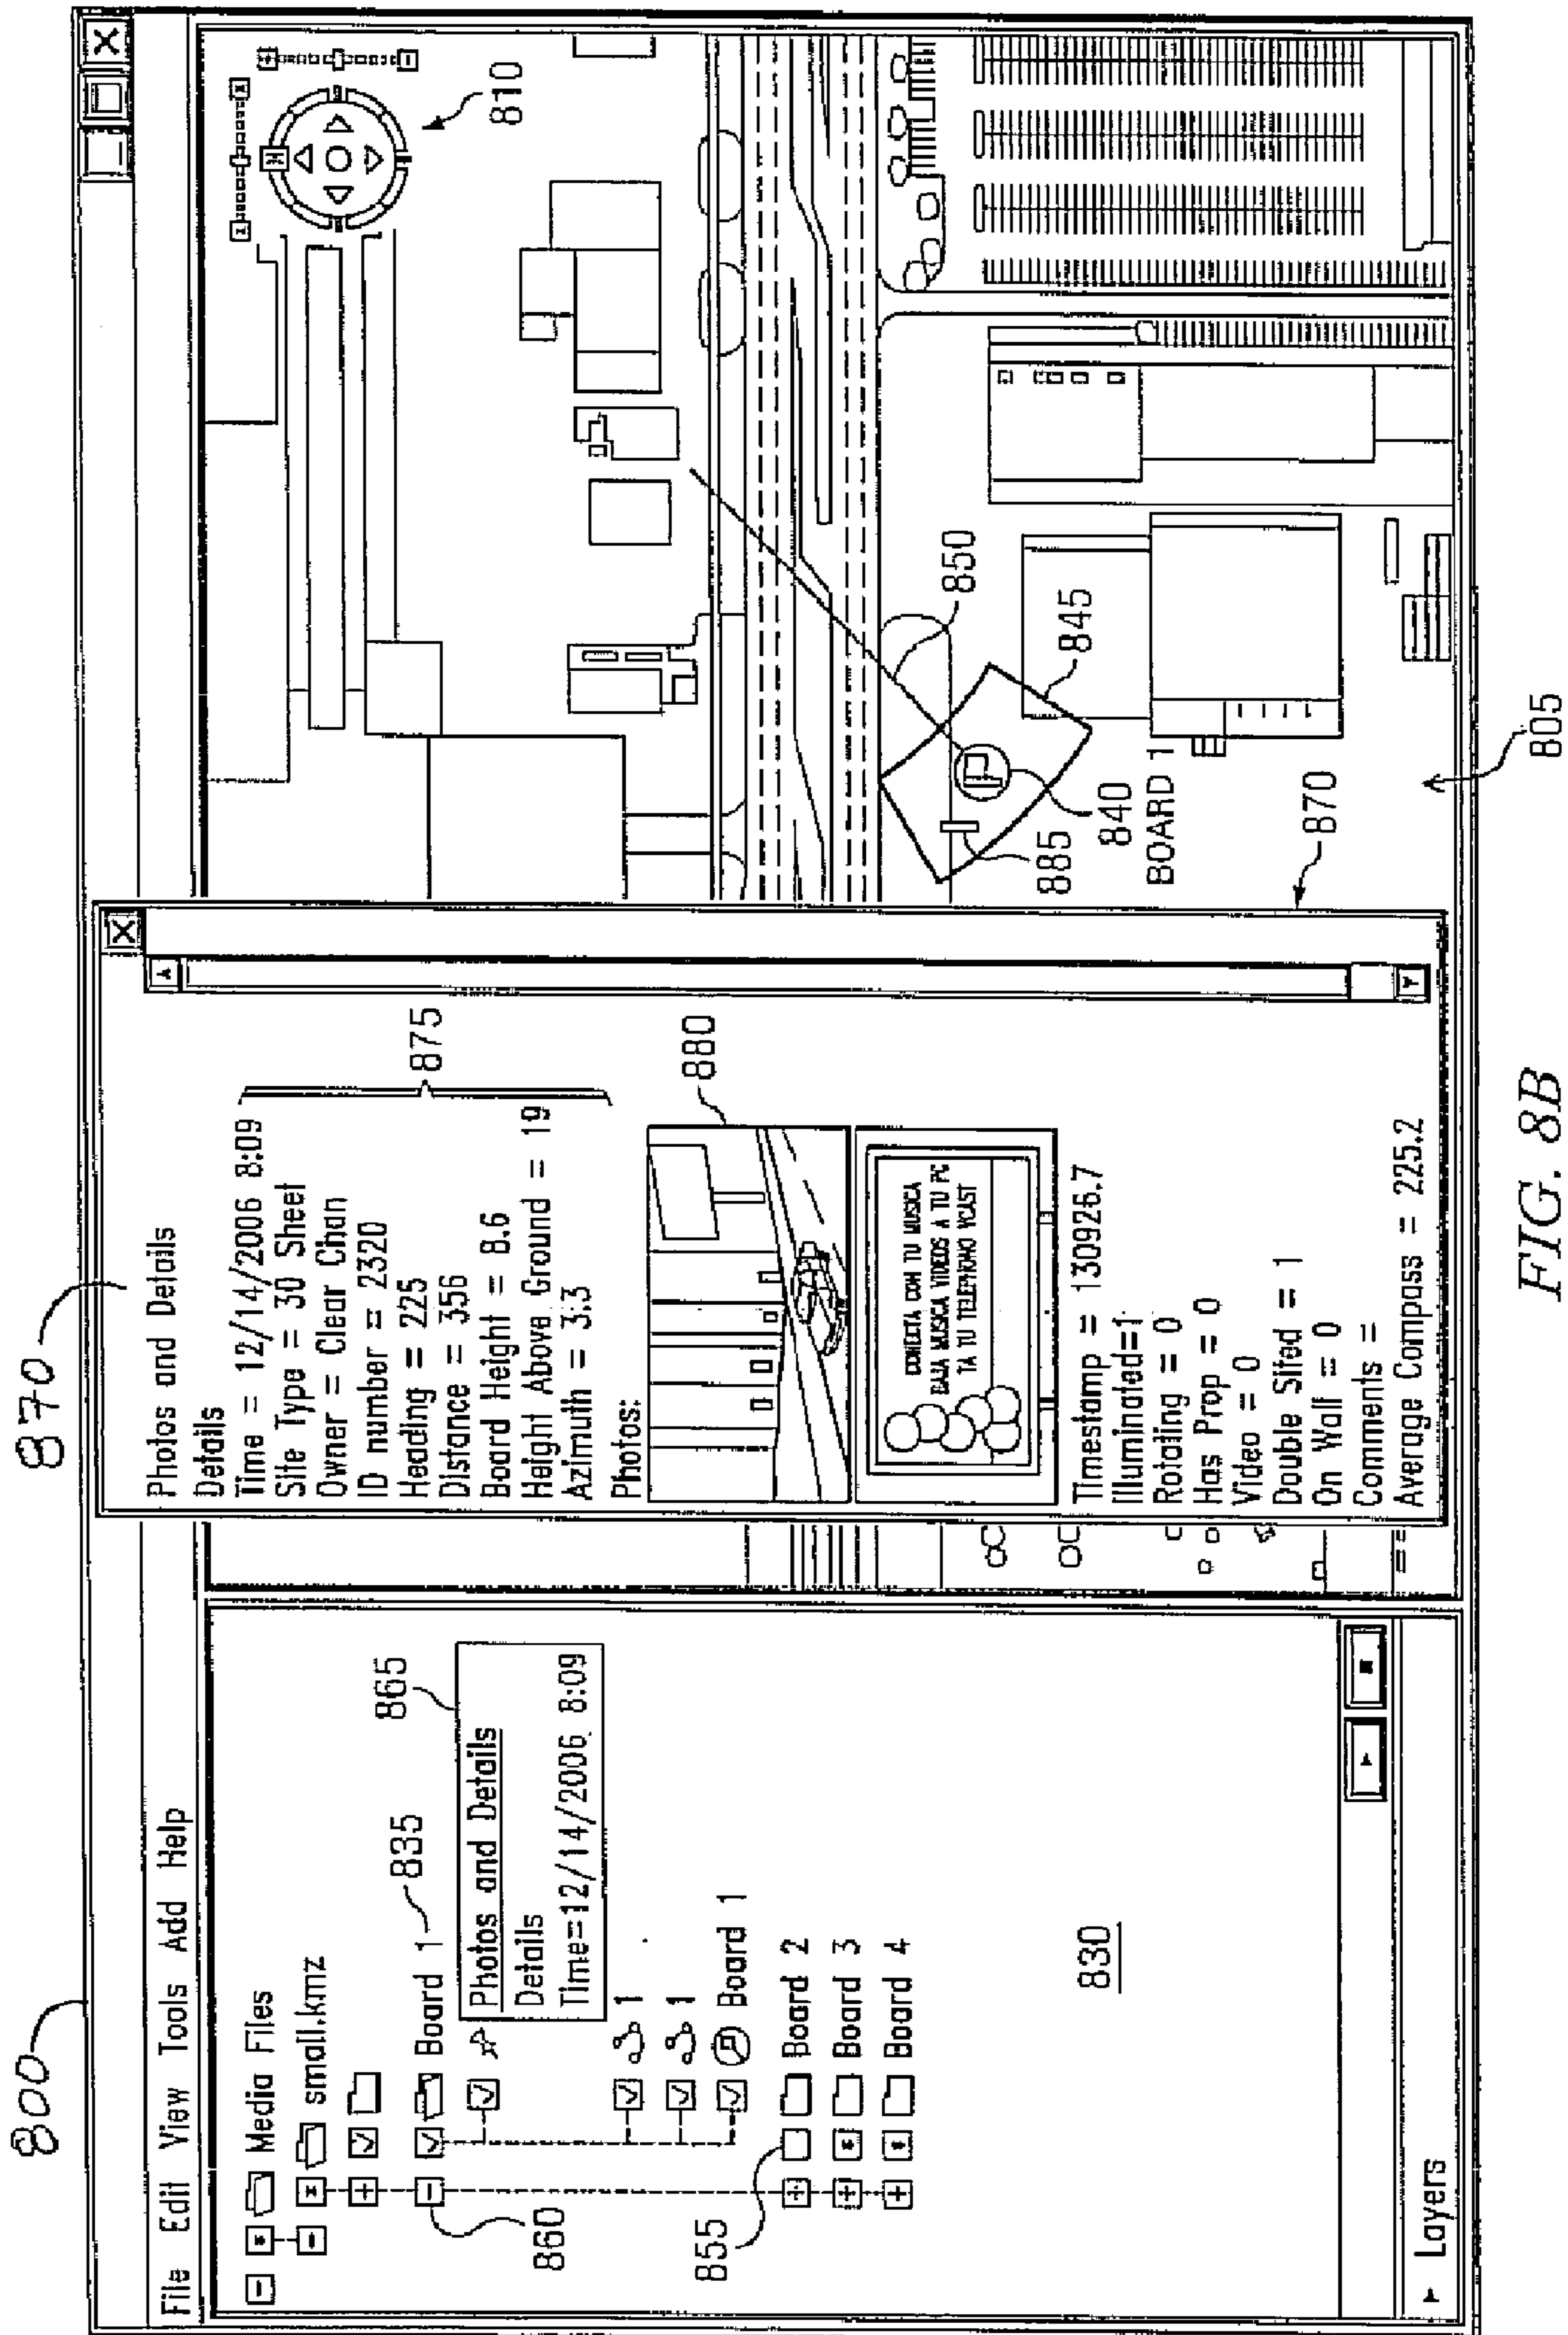 800
870
File Edit View Tools Add Help
Media Files
small.kmz
Board 1
835
865
Photos and Details
Details
Time=12/14/2006 8:09
1
1
Board 1
860
855
Board 2
Board 3
Board 4
830
Layers
Photos and Details
Details
Time = 12/14/2006 8:09
Site Type = 30 Sheet
Owner = Clear Chan
ID number = 2320
Heading = 225
Distance = 356
Board Height = 8.6
Height Above Ground = 19
Azimuth = 3.3
875
Photos:
880
CONECTA CON TU MUSICA
BAJA MUSICA VIDEOS A TU PC
TA TU TELEPHONO VCAST
Timestamp = 130926.7
Illuminated=1
Rotating = 0
Has Prop = 0
Video = 0
Double Sited = 1
On Wall = 0
Comments =
Average Compass = 225.2
N
810
850
845
885
840
BOARD 1
870
805
FIG. 8B